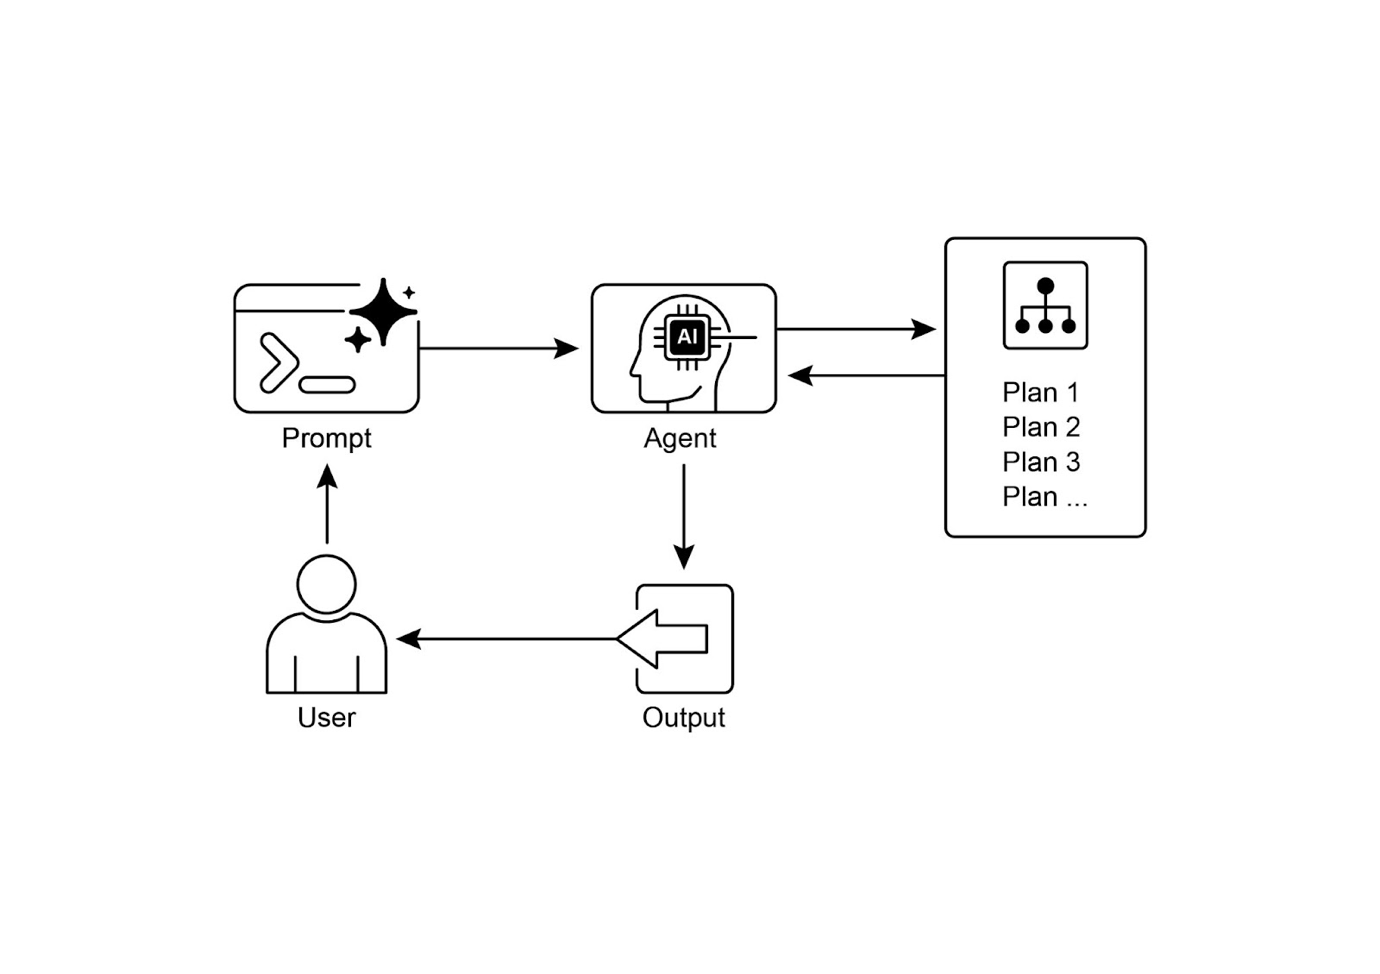 AI
Prompt
Agent
Plan 1
Plan 2
Plan 3
Plan ...
User
Output